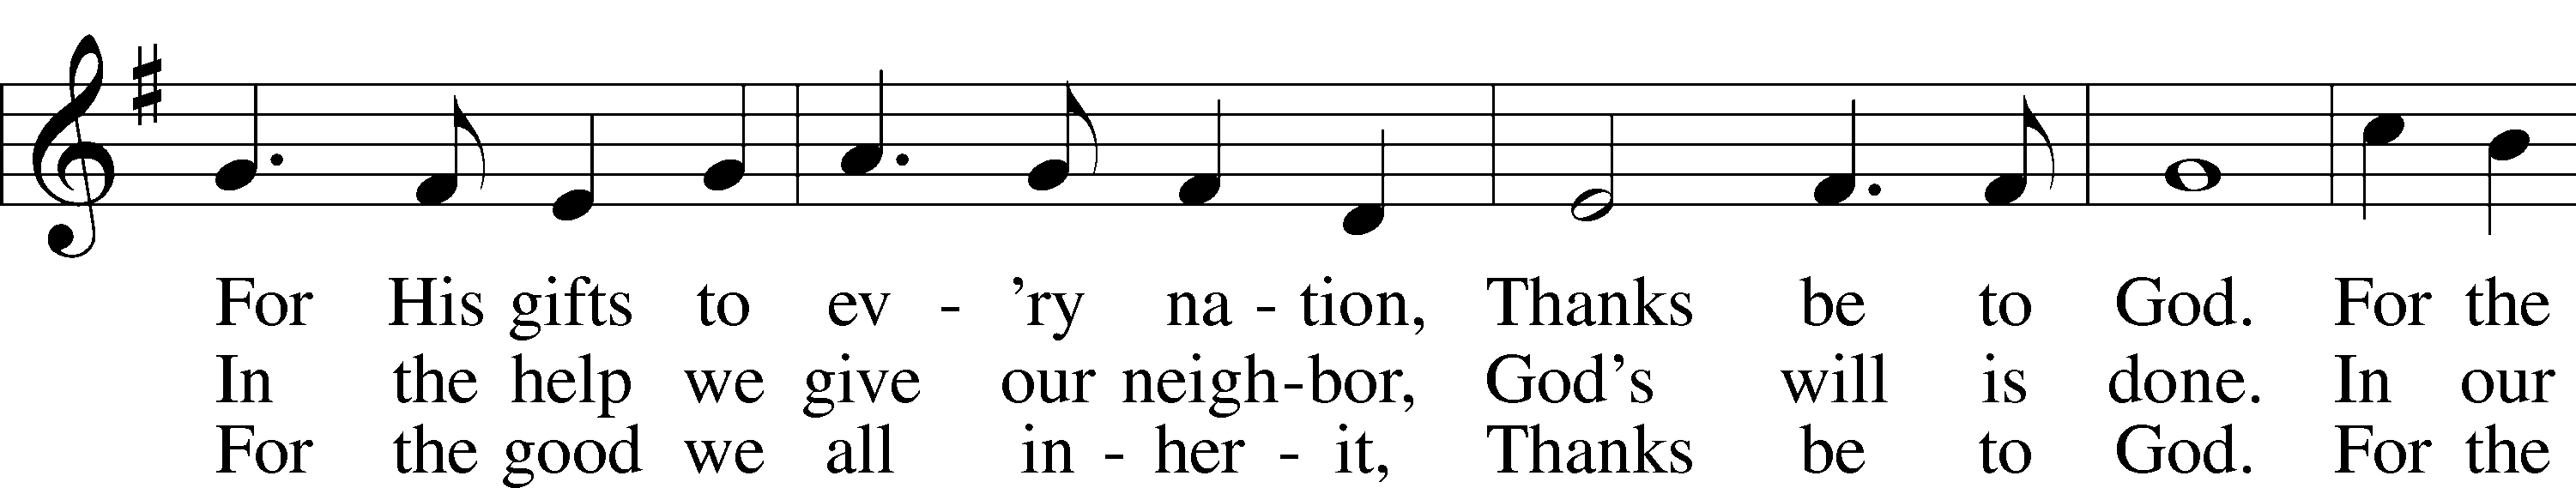 For His gifts to ev - 'ry na - tion, Thanks be to God. For the
In the help we give our neigh-bor, God's will is done. In our
For the good we all in - her - it, Thanks be to God. For the